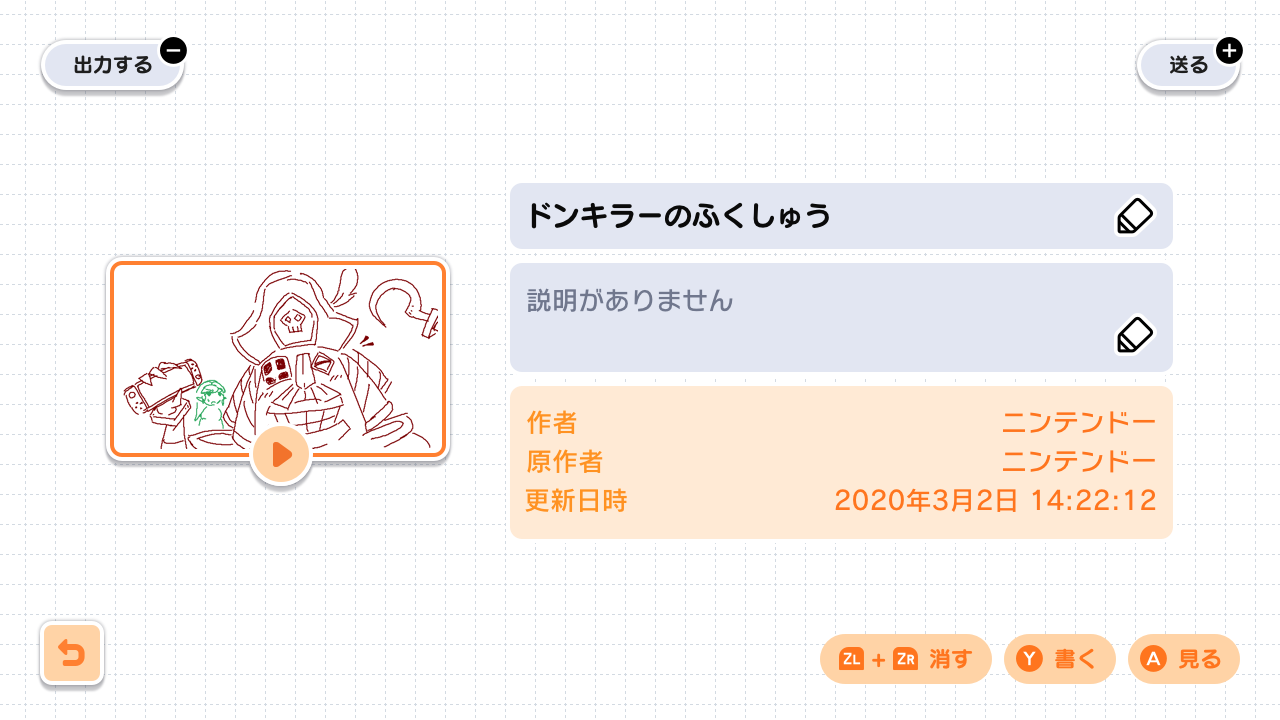 出力する
送る
ドンキラーのふくしゅう
説明がありません
作者 ニンテンドー
原作者 ニンテンドー
更新日時 2020年3月2日 14:22:12
ZL + ZR 消す
Y 書く
A 見る